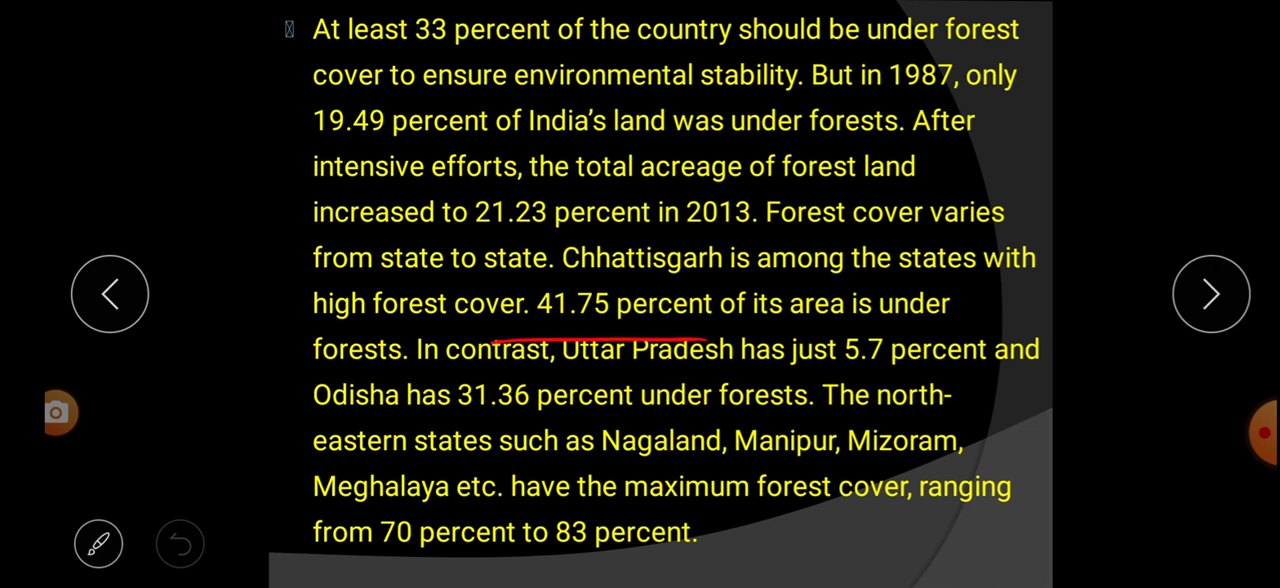 At least 33 percent of the country should be under forest
cover to ensure environmental stability. But in 1987, only
19.49 percent of India’s land was under forests. After
intensive efforts, the total acreage of forest land
increased to 21.23 percent in 2013. Forest cover varies
from state to state. Chhattisgarh is among the states with
high forest cover. 41.75 percent of its area is under
forests. In contrast, Uttar Pradesh has just 5.7 percent and
Odisha has 31.36 percent under forests. The north-
eastern states such as Nagaland, Manipur, Mizoram,
Meghalaya etc. have the maximum forest cover, ranging
from 70 percent to 83 percent.